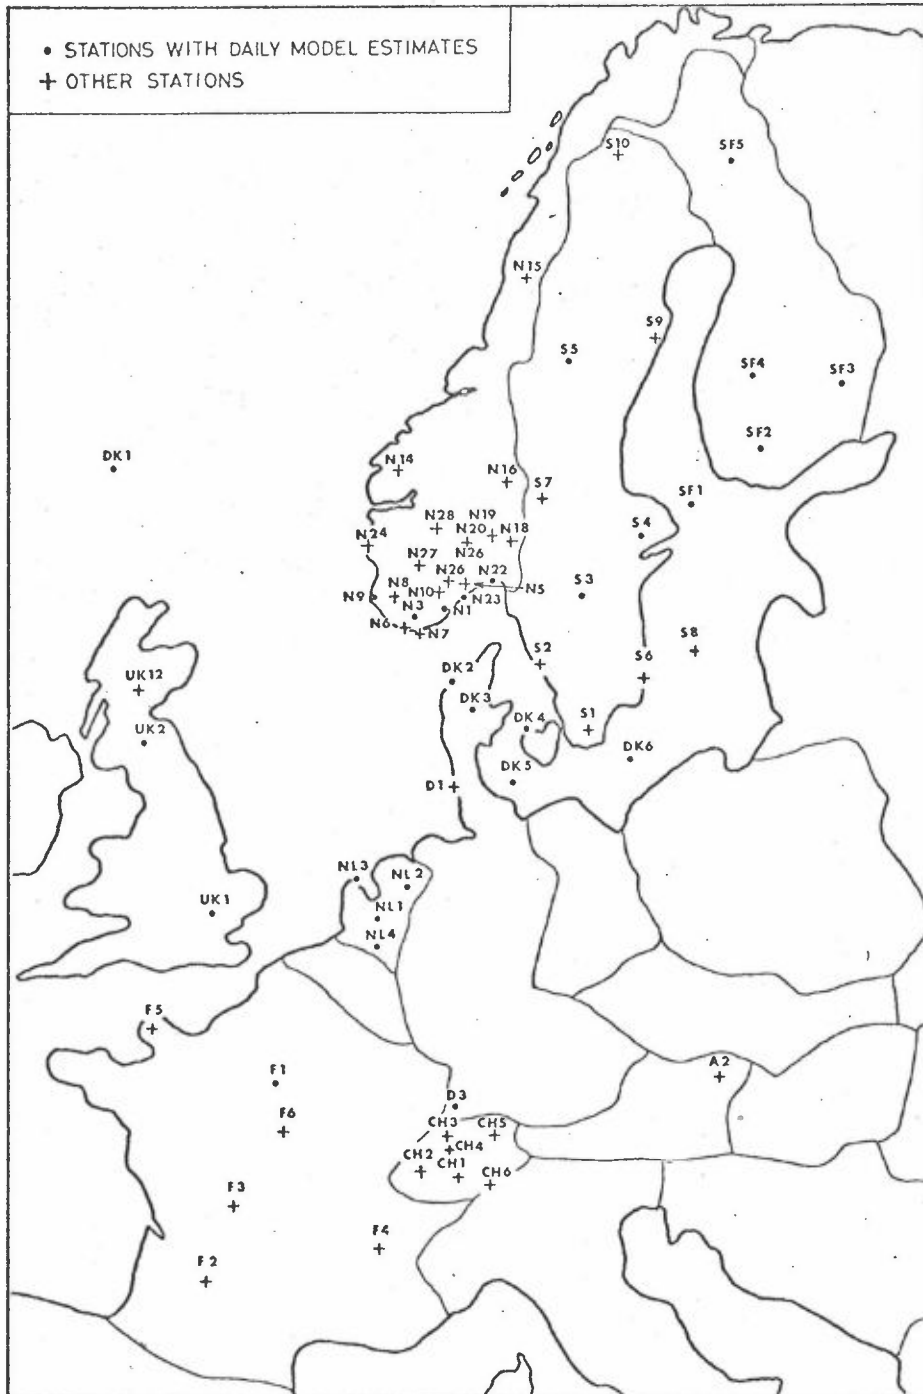 • STATIONS WITH DAILY MODEL ESTIMATES
+ OTHER STATIONS
S10
SF5
N15
S9
S5
SF4
SF3
SF2
DK1
N14
N16
S7
SF1
N28
N19
N24
N20
N18
S4
N27
N26
N26
N22
N8
N9
N10
N5
S3
N3
N1
N23
N6
N7
S8
S2
S6
UK12
DK2
DK3
UK2
DK4
S1
DK6
DK5
D1
NL3
NL2
UK1
NL1
NL4
F5
A2
F1
D3
F6
CH3
CH5
CH4
CH2
CH1
CH6
F3
F4
F2